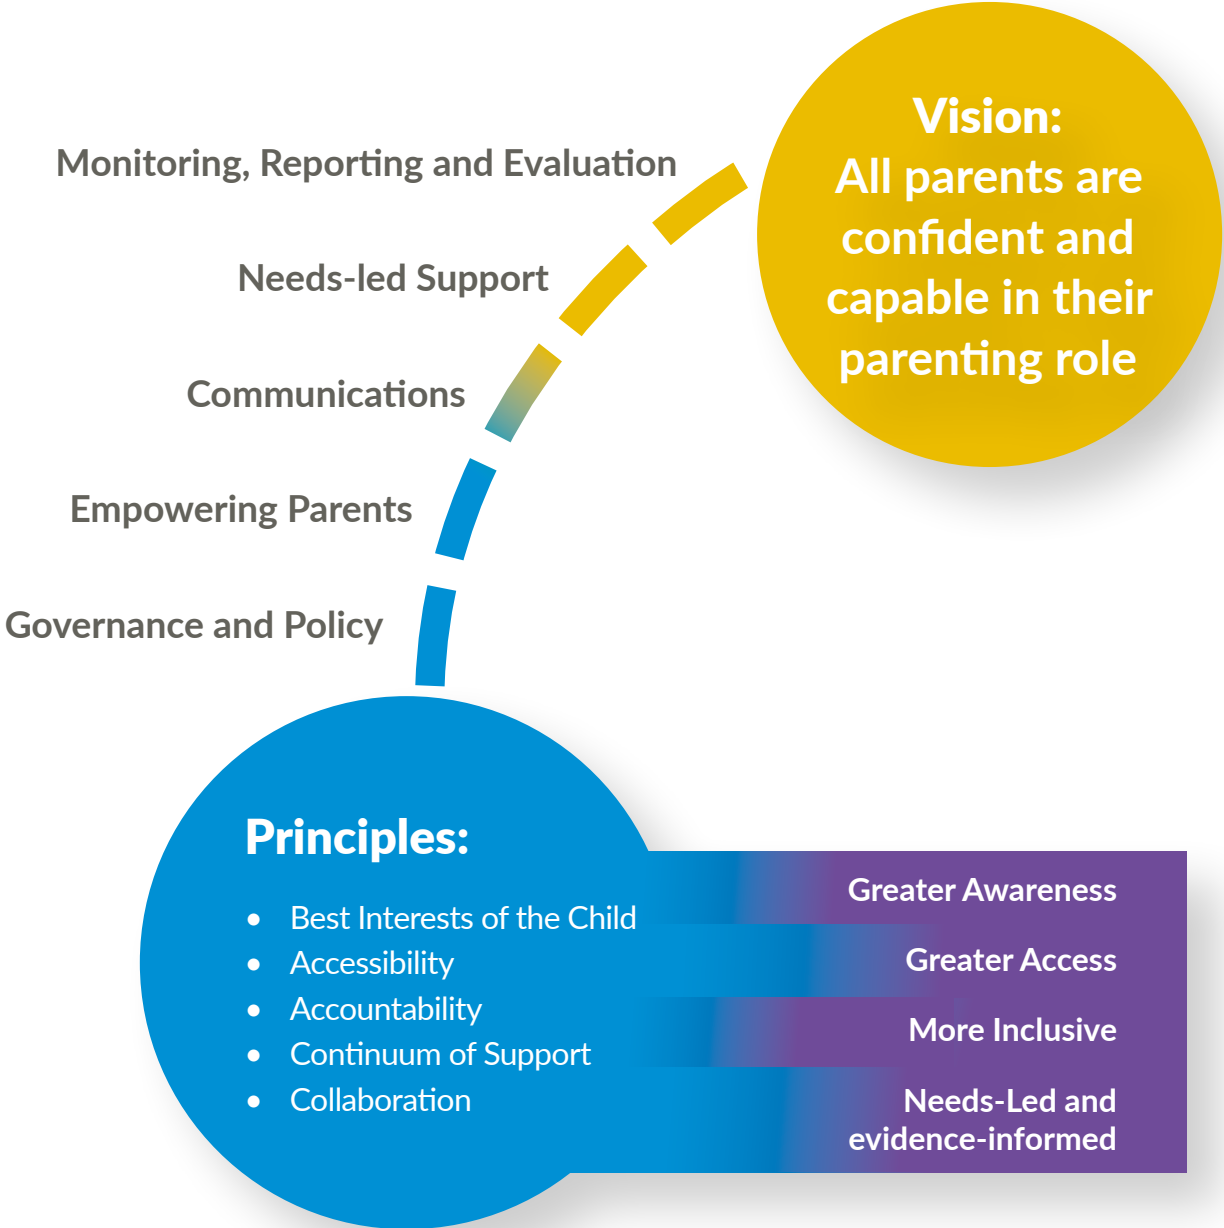 Vision:
All parents are
confident and
capable in their
parenting role
Monitoring, Reporting and Evaluation
Needs-led Support
Communications
Empowering Parents
Governance and Policy
Principles:
• Best Interests of the Child
• Accessibility
• Accountability
• Continuum of Support
• Collaboration
Greater Awareness
Greater Access
More Inclusive
Needs-Led and
evidence-informed